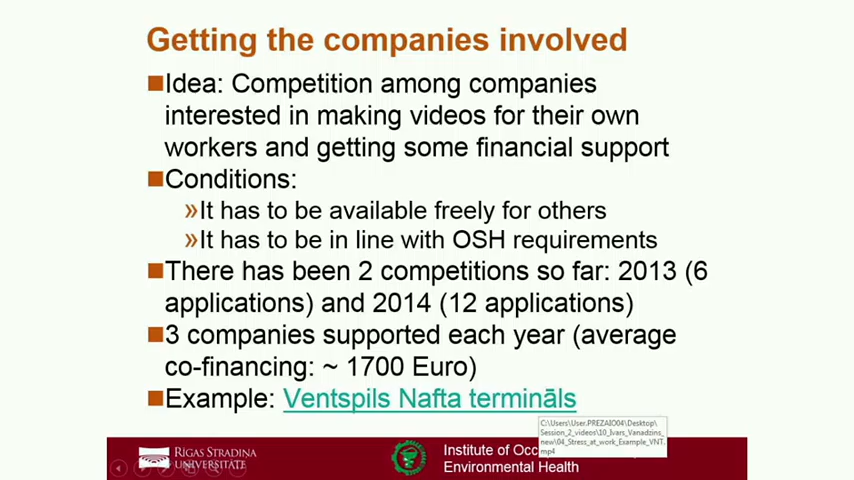 Getting the companies involved
Idea: Competition among companies
interested in making videos for their own
workers and getting some financial support
Conditions:
»It has to be available freely for others
»It has to be in line with OSH requirements
There has been 2 competitions so far: 2013 (6
applications) and 2014 (12 applications)
3 companies supported each year (average
co-financing: ~ 1700 Euro)
Example: Ventspils Nafta termināls
C:\Users\User.PREZAIO04\Desktop\
Session_2_videos\10_Ivars_Vanadzins_
new\04_Stress_at_work_Example_VNT.
mp4
RĪGAS STRADIŅA
UNIVERSITĀTE
Institute of
Environmental Health